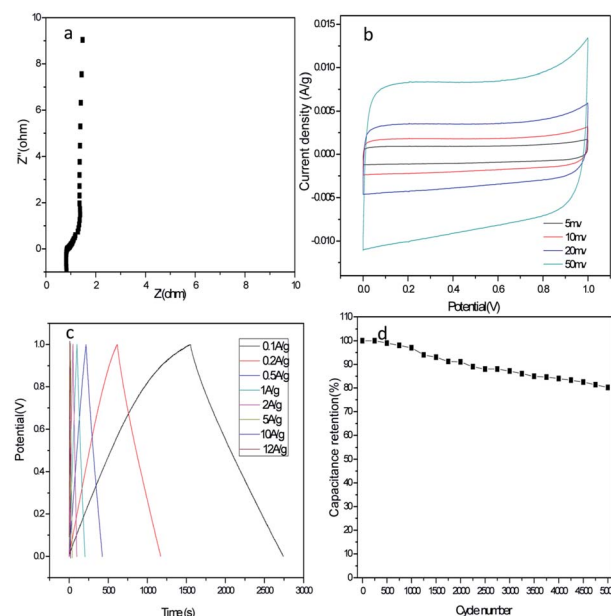 a
Z''(ohm)
10
8
6
4
2
0
0 2 4 6 8 10
Z(ohm)
b
Current density (A/g)
0.015
0.010
0.005
0.000
-0.005
-0.010
5mv
10mv
20mv
50mv
0.0 0.2 0.4 0.6 0.8 1.0
Potential(V)
c
Potential(V)
1.0
0.8
0.6
0.4
0.2
0.0
0.1A/g
0.2A/g
0.5A/g
1A/g
2A/g
5A/g
10A/g
12A/g
0 500 1000 1500 2000 2500 3000
Time(s)
d
Capacitance retention(%)
110
100
90
80
70
60
50
40
30
20
10
0
0 500 1000 1500 2000 2500 3000 3500 4000 4500 5000
Cycle number